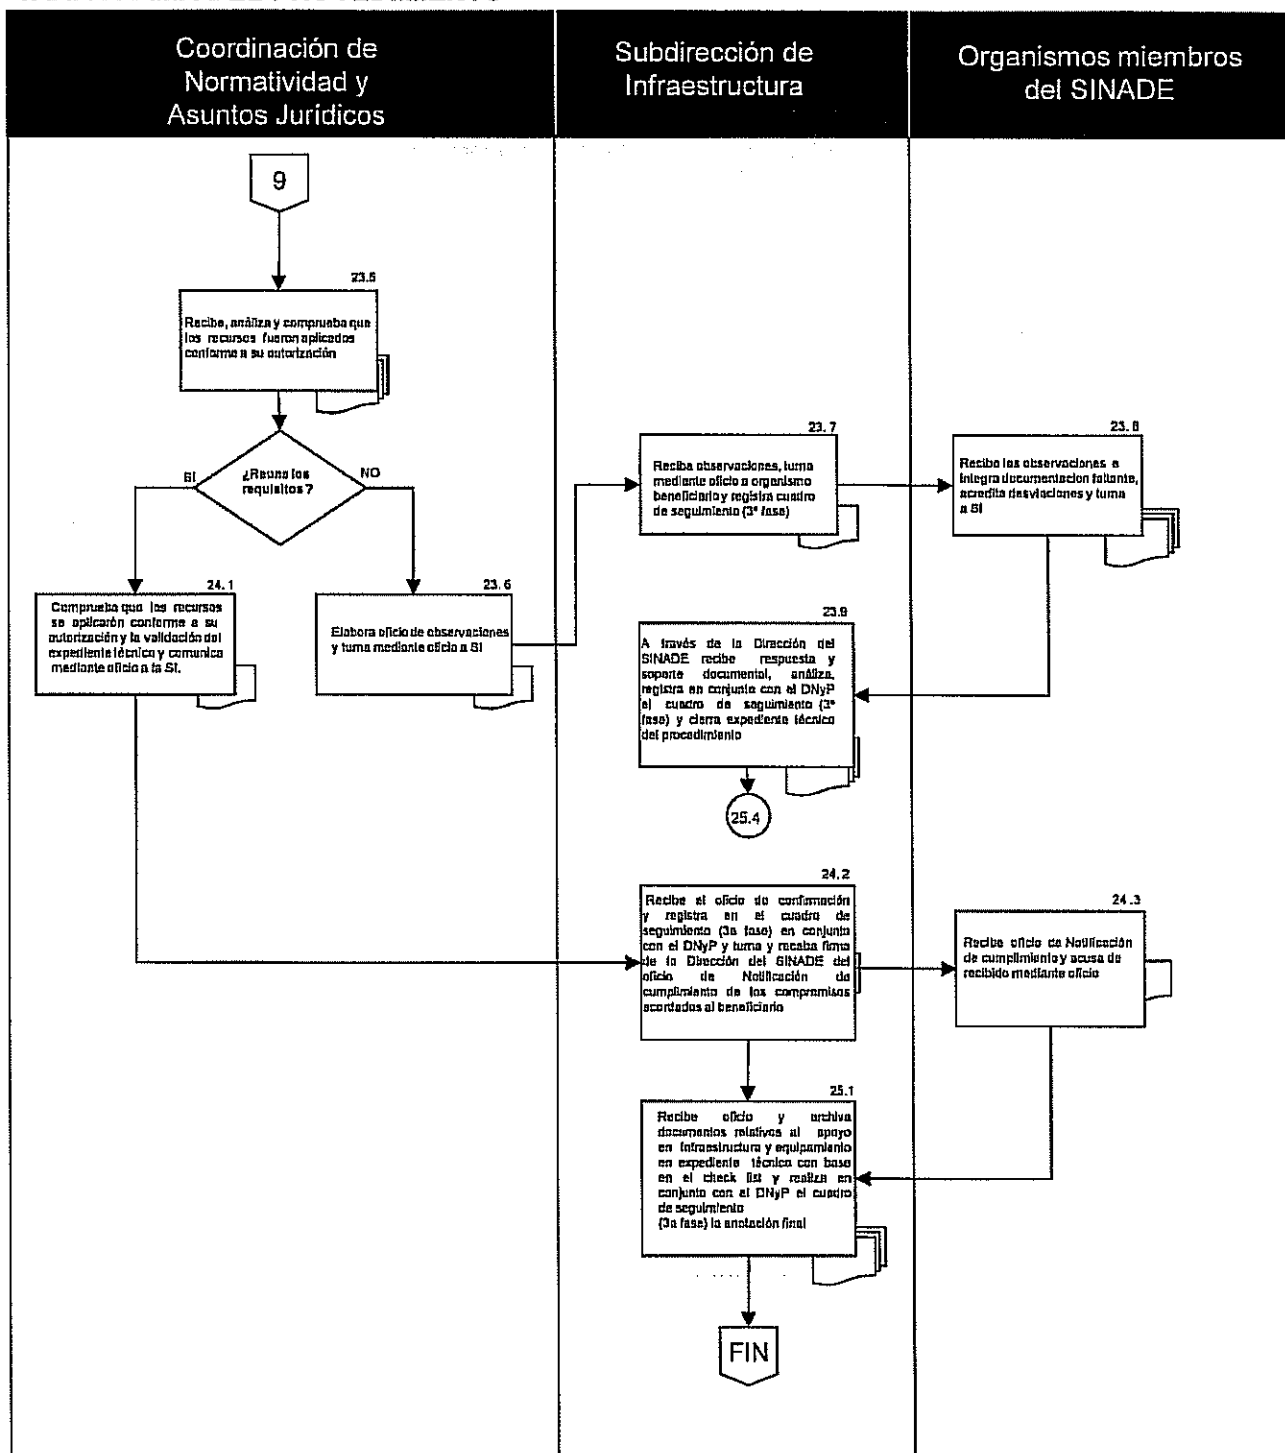 Coordinación de
Normatividad y
Asuntos Jurídicos
Subdirección de
Infraestructura
Organismos miembros
del SINADE
9
23.5
Recibe, análiza y comprueba que
los recursos fueron aplicados
conforme a su autorización
¿Reune los
requisitos?
SI
NO
23.7
Recibe observaciones, turna
mediante oficio a organismo
beneficiario y registra cuadro
de seguimiento (3ª fase)
23.8
Recibe las observaciones e
integra documentacion faltante,
acredita desviaciones y turna
a SI
24.1
Comprueba que los recursos
se aplicarón conforme a su
autorización y la validación del
expediente técnico y comunica
mediante oficio a la SI.
23.6
Elabora oficio de observaciones
y turna mediante oficio a SI
23.9
A través de la Dirección del
SINADE recibe respuesta y
soporte documental, análiza,
registra en conjunto con el DNyP
el cuadro de seguimiento (3ª
fase) y cierra expediente técnico
del procedimiento
25.4
24.2
Recibe el oficio de confirmación
y registra en el cuadro de
seguimiento (3a fase) en conjunto
con el DNyP y turna y recaba firma
de la Dirección del SINADE del
oficio de Notificación de
cumplimiento de los compromisos
acordados al beneficiario
24.3
Recibe oficio de Notificación
de cumplimiento y acusa de
recibido mediante oficio
25.1
Recibe oficio y archiva
documentos relativos al apoyo
en infraestructura y equipamiento
en expediente técnico con base
en el check list y realiza en
conjunto con el DNyP el cuadro
de seguimiento
(3a fase) la anotación final
FIN